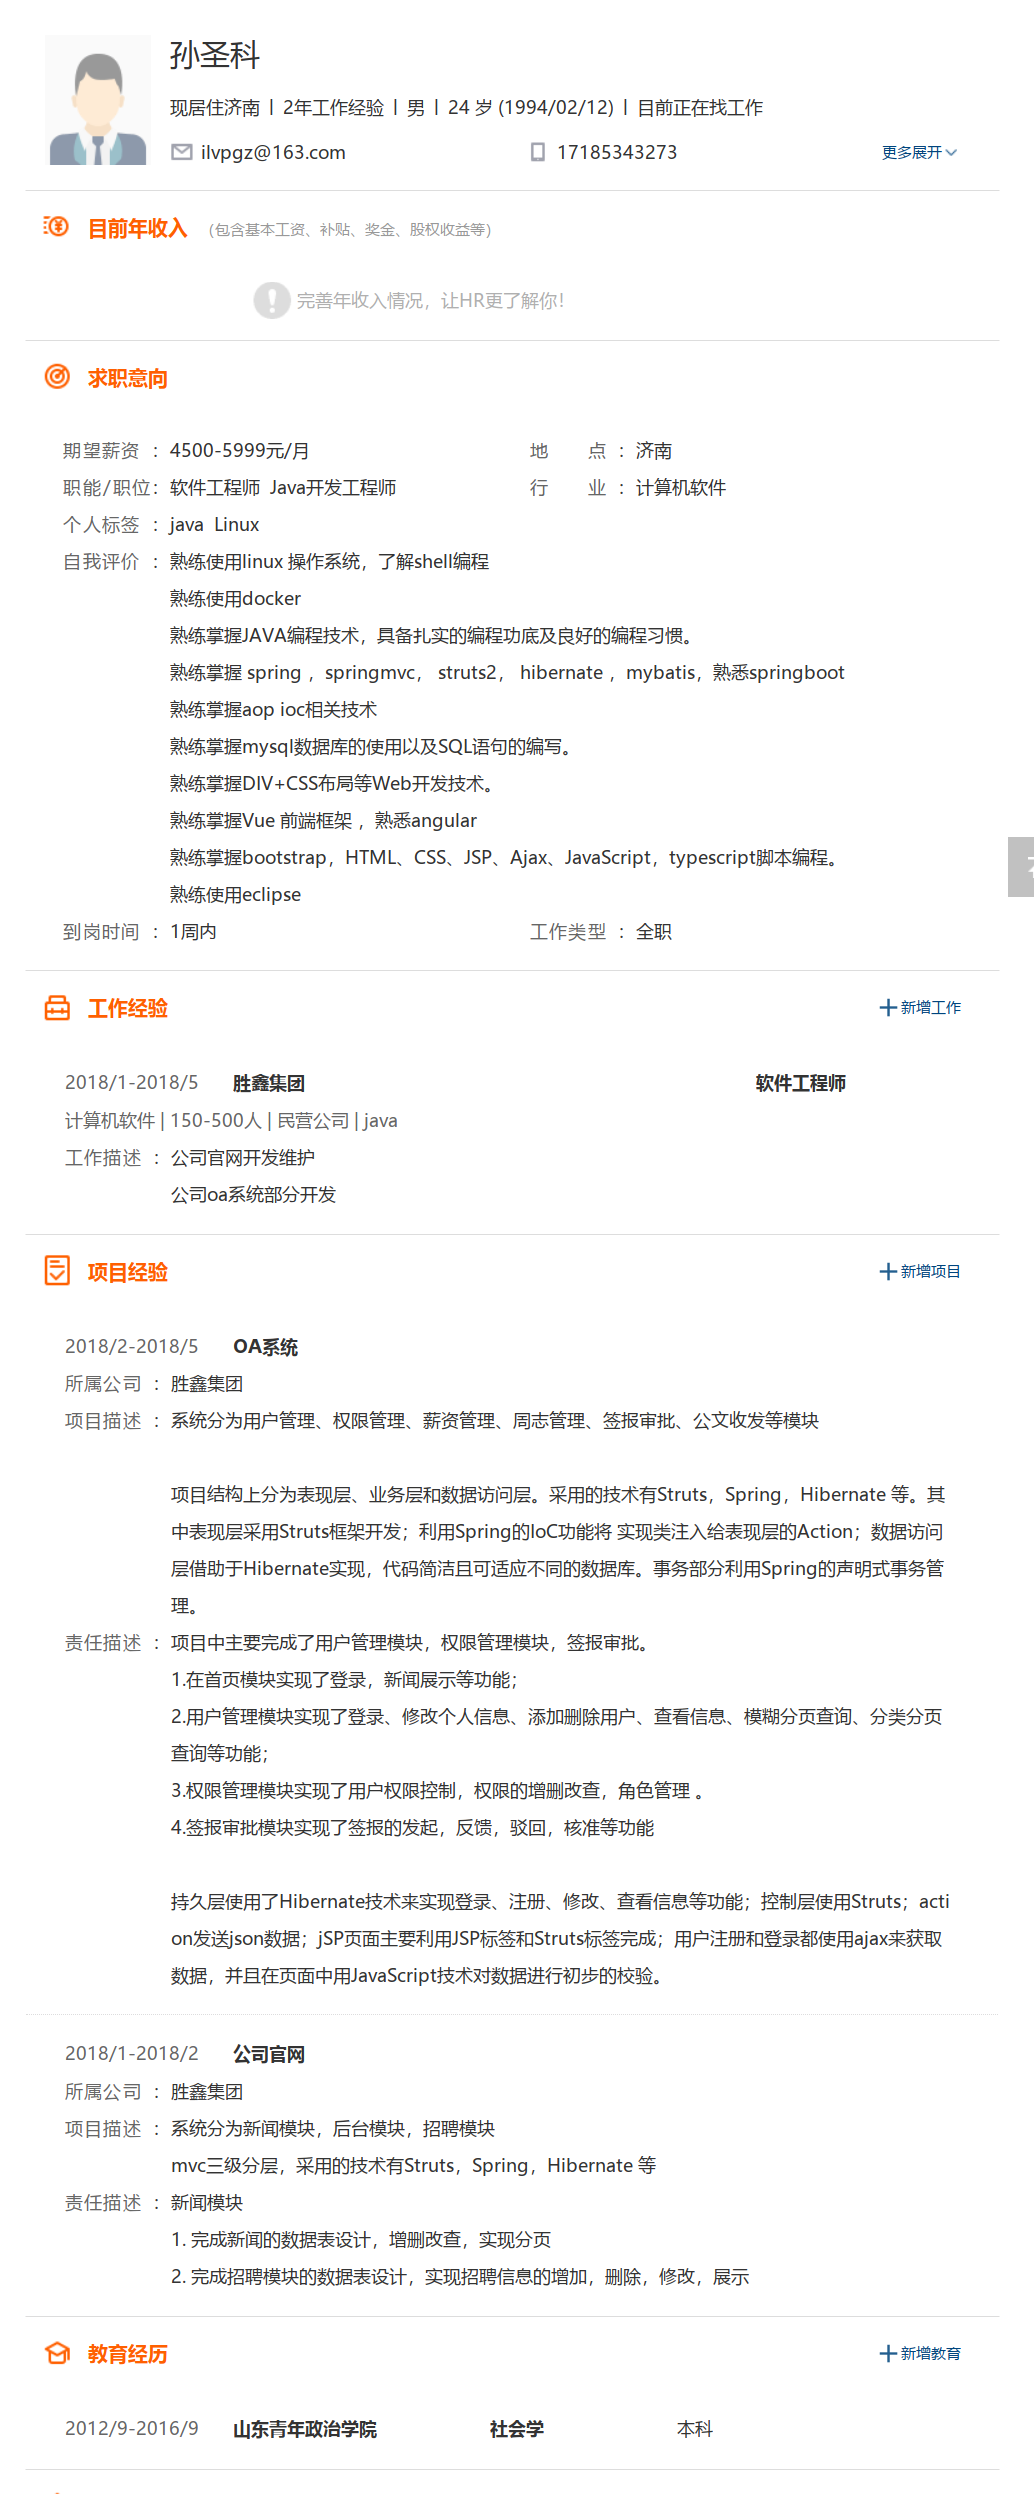 孙圣科
现居住济南 | 2年工作经验 | 男 | 24 岁 (1994/02/12) | 目前正在找工作
ilvpgz@163.com 17185343273 更多展开
目前年收入 (包含基本工资、补贴、奖金、股权收益等)
完善年收入情况，让HR更了解你！
求职意向
期望薪资 ： 4500-5999元/月 地 点 ： 济南
职能/职位： 软件工程师 Java开发工程师 行 业 ： 计算机软件
个人标签 ： java Linux
自我评价 ： 熟练使用linux 操作系统，了解shell编程
熟练使用docker
熟练掌握JAVA编程技术，具备扎实的编程功底及良好的编程习惯。
熟练掌握 spring ，springmvc， struts2， hibernate ，mybatis，熟悉springboot
熟练掌握aop ioc相关技术
熟练掌握mysql数据库的使用以及SQL语句的编写。
熟练掌握DIV+CSS布局等Web开发技术。
熟练掌握Vue 前端框架 ，熟悉angular
熟练掌握bootstrap，HTML、CSS、JSP、Ajax、JavaScript，typescript脚本编程。
熟练使用eclipse
到岗时间 ： 1周内 工作类型 ： 全职
工作经验 新增工作
2018/1-2018/5 胜鑫集团 软件工程师
计算机软件 | 150-500人 | 民营公司 | java
工作描述 ： 公司官网开发维护
公司oa系统部分开发
项目经验 新增项目
2018/2-2018/5 OA系统
所属公司 ： 胜鑫集团
项目描述 ： 系统分为用户管理、权限管理、薪资管理、周志管理、签报审批、公文收发等模块
项目结构上分为表现层、业务层和数据访问层。采用的技术有Struts，Spring，Hibernate 等。其
中表现层采用Struts框架开发；利用Spring的IoC功能将 实现类注入给表现层的Action；数据访问
层借助于Hibernate实现，代码简洁且可适应不同的数据库。事务部分利用Spring的声明式事务管
理。
责任描述 ： 项目中主要完成了用户管理模块，权限管理模块，签报审批。
1.在首页模块实现了登录，新闻展示等功能；
2.用户管理模块实现了登录、修改个人信息、添加删除用户、查看信息、模糊分页查询、分类分页
查询等功能；
3.权限管理模块实现了用户权限控制，权限的增删改查，角色管理 。
4.签报审批模块实现了签报的发起，反馈，驳回，核准等功能
持久层使用了Hibernate技术来实现登录、注册、修改、查看信息等功能；控制层使用Struts；acti
on发送json数据；jSP页面主要利用JSP标签和Struts标签完成；用户注册和登录都使用ajax来获取
数据，并且在页面中用JavaScript技术对数据进行初步的校验。
2018/1-2018/2 公司官网
所属公司 ： 胜鑫集团
项目描述 ： 系统分为新闻模块，后台模块，招聘模块
mvc三级分层，采用的技术有Struts，Spring，Hibernate 等
责任描述 ： 新闻模块
1. 完成新闻的数据表设计，增删改查，实现分页
2. 完成招聘模块的数据表设计，实现招聘信息的增加，删除，修改，展示
教育经历 新增教育
2012/9-2016/9 山东青年政治学院 社会学 本科